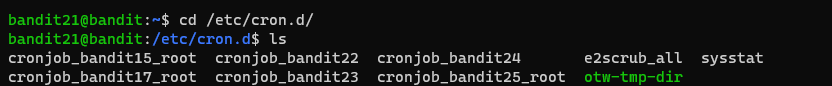 bandit21@bandit:~$ cd /etc/cron.d/
bandit21@bandit:/etc/cron.d$ ls
cronjob_bandit15_root  cronjob_bandit22  cronjob_bandit24       e2scrub_all  sysstat
cronjob_bandit17_root  cronjob_bandit23  cronjob_bandit25_root  otw-tmp-dir